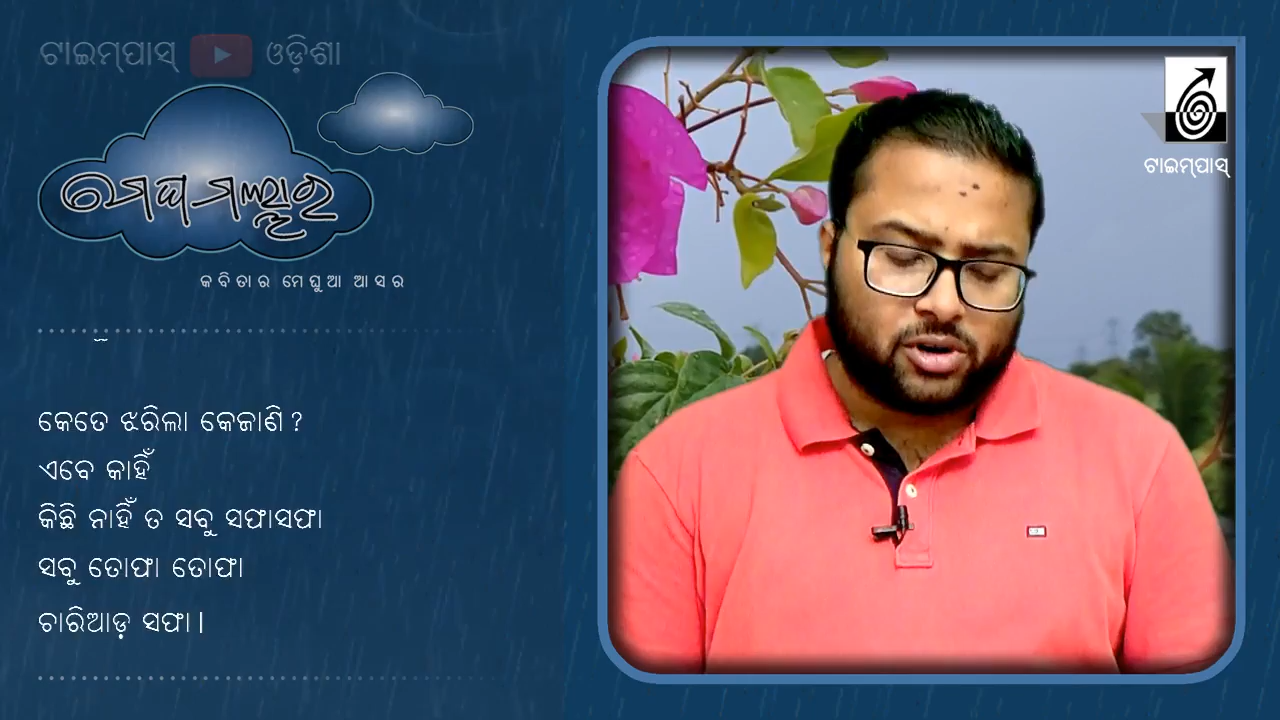 ଟାଇମ୍‌ପାସ୍ ଓଡ଼ିଶା
ମେଘମଲ୍ଲାର
କବିତାର ମେଘୁଆ ଆସର
କେତେ ଝରିଲା କେଜାଣି ?
ଏବେ କାହିଁ
କିଛି ନାହିଁ ତ ସବୁ ସଫାସଫା
ସବୁ ତୋଫା ତୋଫା
ଚାରିଆଡ଼ ସଫା ।
ଟାଇମ୍‌ପାସ୍